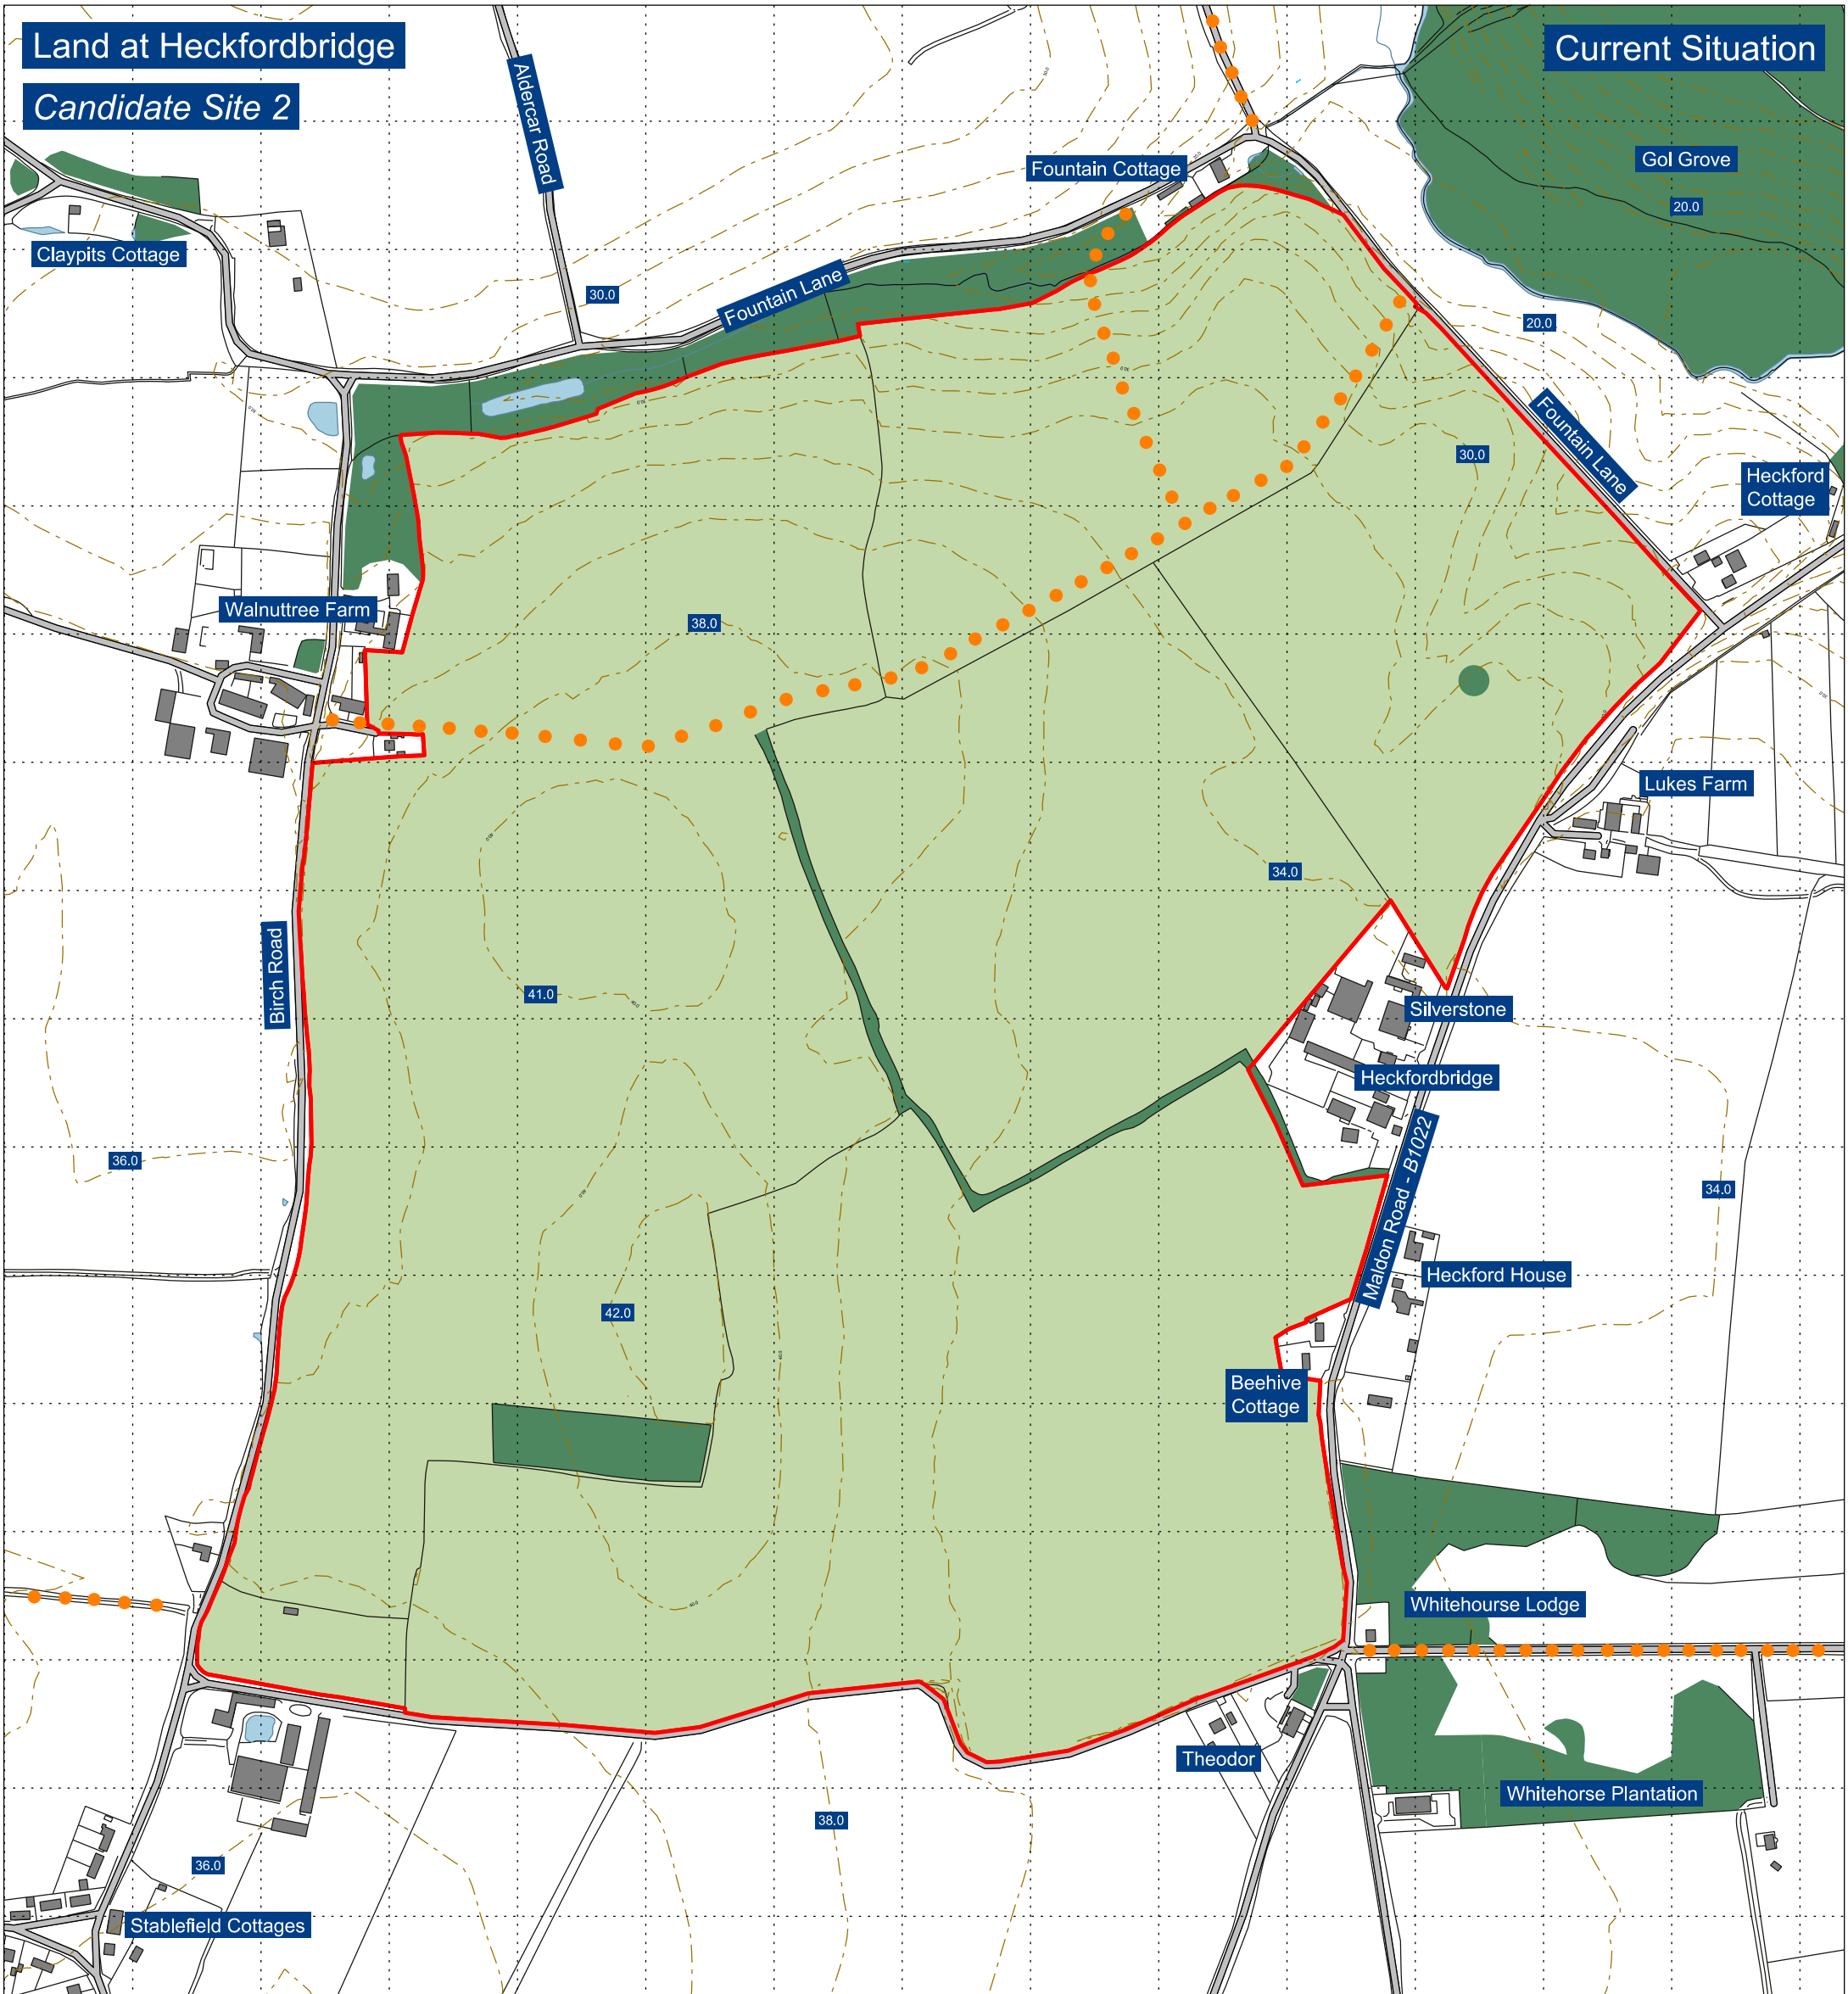 Land at Heckfordbridge
Current Situation
Candidate Site 2
Aldercar Road
Fountain Cottage
Gol Grove
20.0
Claypits Cottage
30.0
Fountain Lane
20.0
Fountain Lane
30.0
Heckford
Cottage
Walnuttree Farm
38.0
Lukes Farm
34.0
Birch Road
41.0
Silverstone
Heckfordbridge
36.0
Maldon Road - B1022
34.0
Heckford House
42.0
Beehive
Cottage
Whitehourse Lodge
Theodor
Whitehorse Plantation
38.0
36.0
Stablefield Cottages